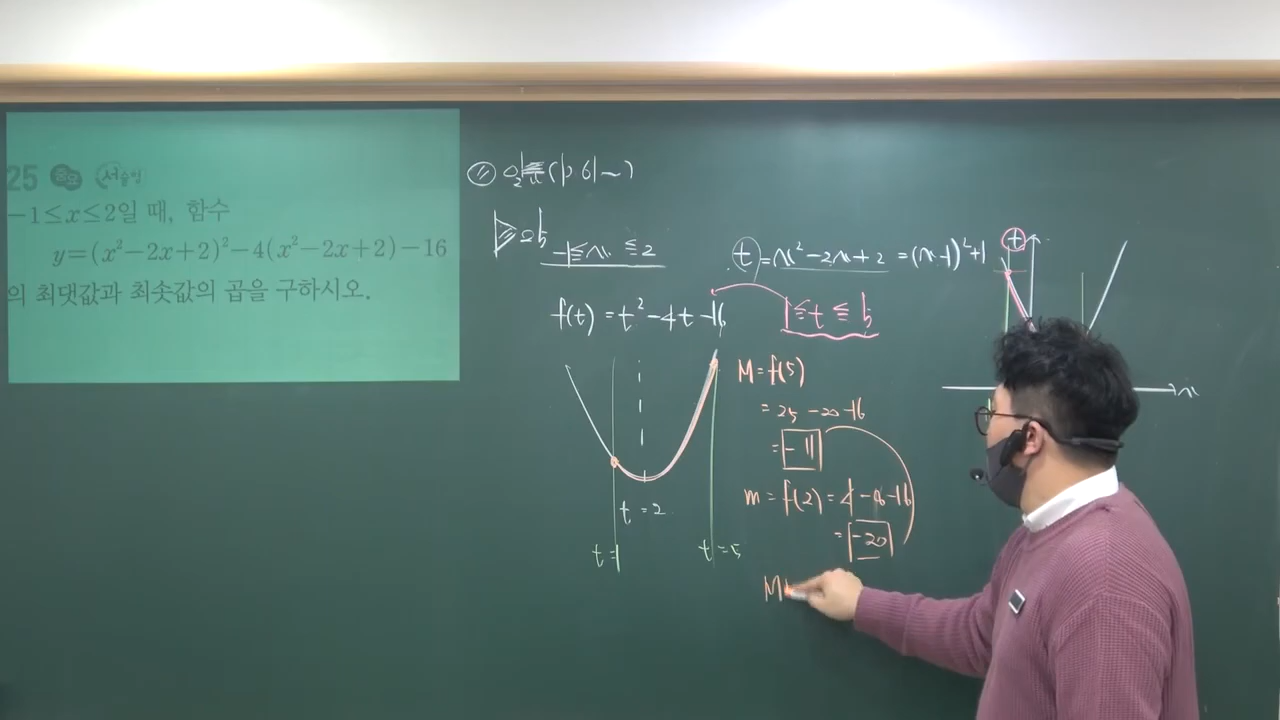 25 중요 서술형
-1≤x≤2일 때, 함수
y=(x²-2x+2)²-4(x²-2x+2)-16
의 최댓값과 최솟값의 곱을 구하시오.
-1≤x≤2
t=x²-2x+2=(x-1)²+1
f(t)=t²-4t-16
1≤t≤5
M=f(5)
=25-20-16
=-11
m=f(2)=4-8-16
=-20
M
t=2
t=1
t=5
t
x